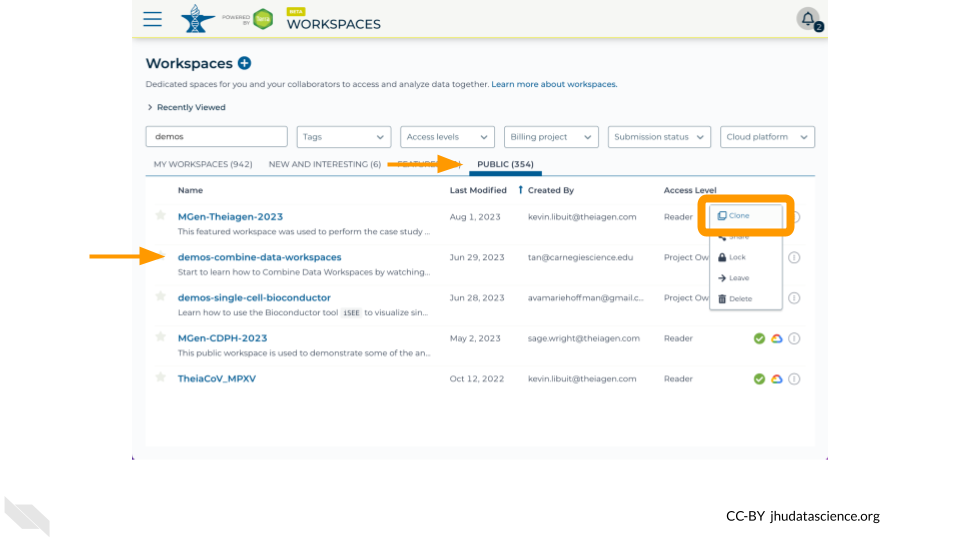 POWERED
BY
Terra
BETA
WORKSPACES
2
Workspaces
Dedicated spaces for you and your collaborators to access and analyze data together. Learn more about workspaces.
Recently Viewed
demos
Tags
Access levels
Billing project
Submission status
Cloud platform
MY WORKSPACES (942) NEW AND INTERESTING (6) PUBLIC (354)
Name Last Modified Created By Access Level
MGen-Theiagen-2023 Aug 1, 2023 kevin.libuit@theiagen.com Reader
This featured workspace was used to perform the case study ...
demos-combine-data-workspaces Jun 29, 2023 tan@carnegiescience.edu Project Ow
Start to learn how to Combine Data Workspaces by watching...
demos-single-cell-bioconductor Jun 28, 2023 avamariehoffman@gmail.c... Project Ow
Learn how to use the Bioconductor tool iSEE to visualize sin...
MGen-CDPH-2023 May 2, 2023 sage.wright@theiagen.com Reader
This public workspace is used to demonstrate some of the an...
TheiaCoV_MPXV Oct 12, 2022 kevin.libuit@theiagen.com Reader
Clone
Share
Lock
Leave
Delete
CC-BY jhudatascience.org